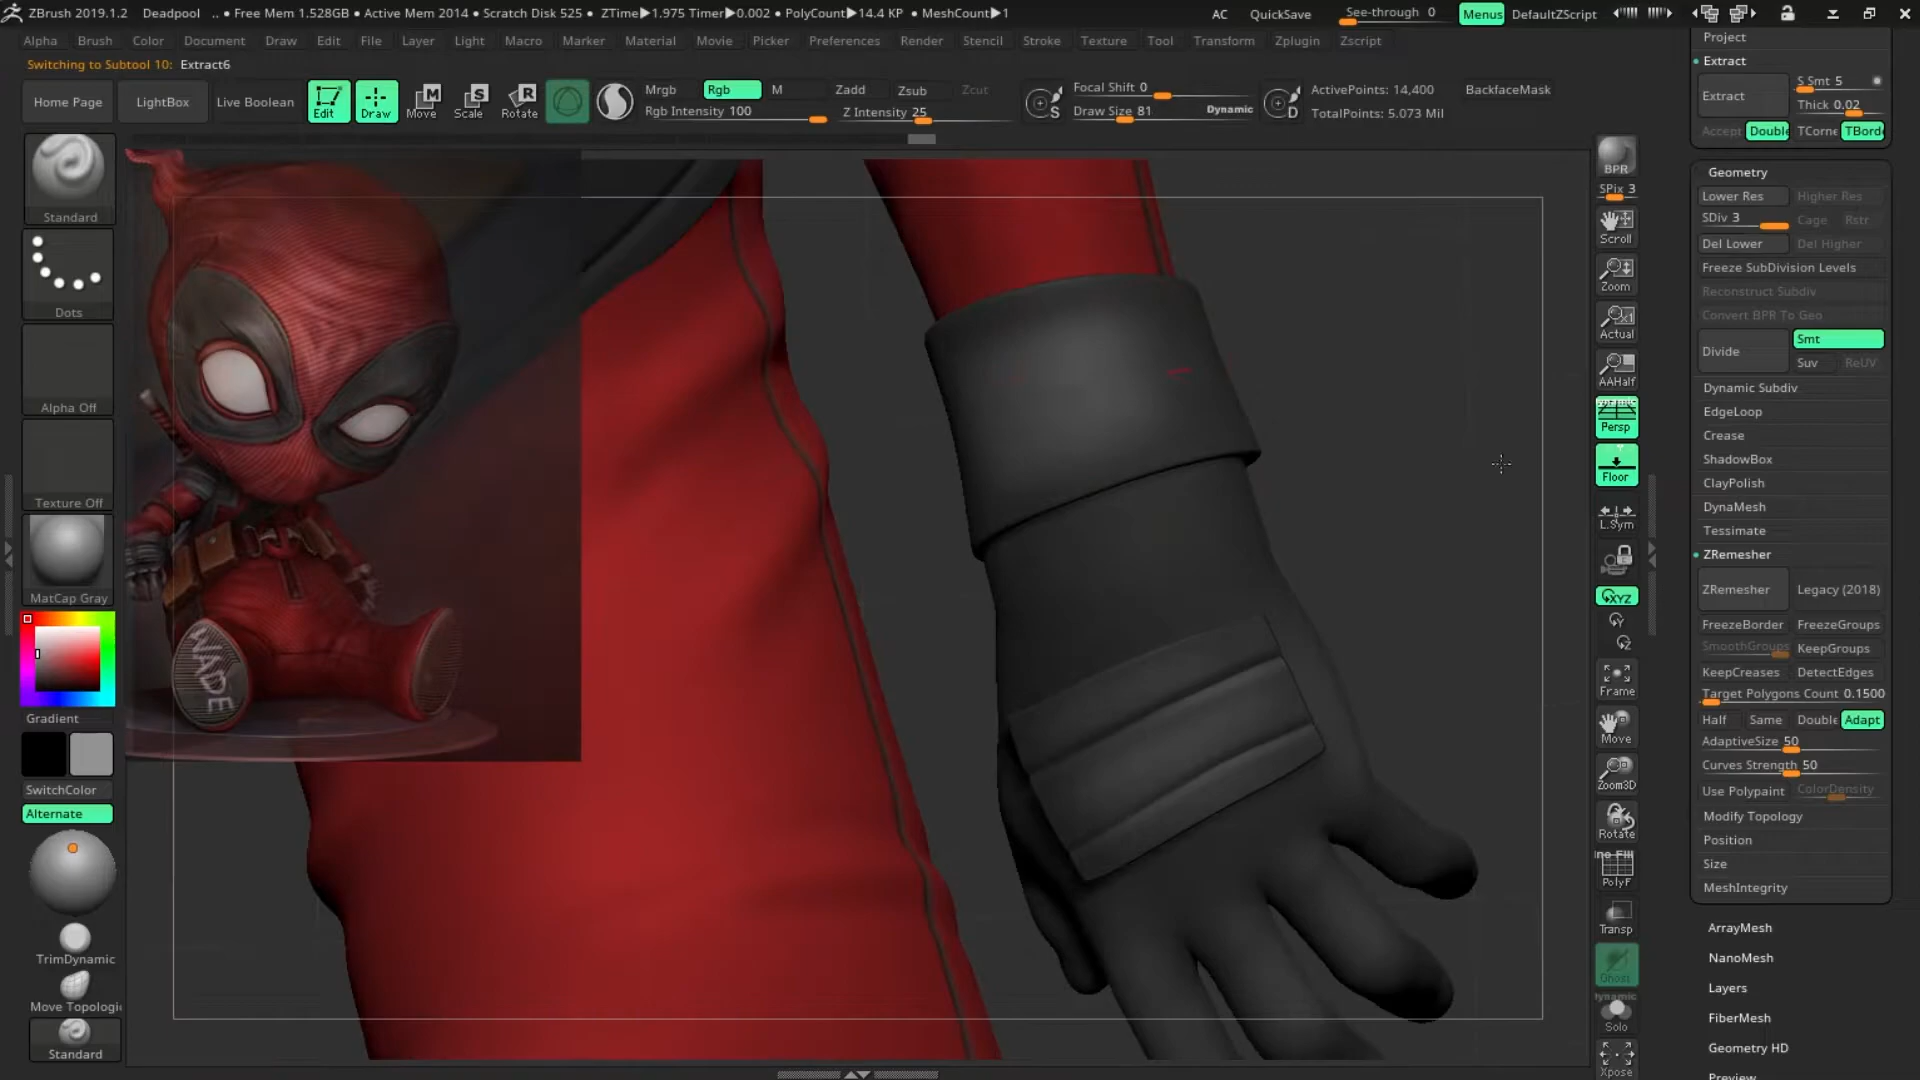 ZBrush 2019.1.2 Deadpool .. • Free Mem 1.528GB • Active Mem 2014 • Scratch Disk 525 • ZTime▶1.975 Timer▶0.002 • PolyCount▶14.4 KP • MeshCount▶1 AC QuickSave See-through 0 Menus DefaultZScript
Alpha Brush Color Document Draw Edit File Layer Light Macro Marker Material Movie Picker Preferences Render Stencil Stroke Texture Tool Transform Zplugin Zscript
Switching to Subtool 10: Extract6
Home Page LightBox Live Boolean Edit Draw Move Scale Rotate
M S R
Mrgb Rgb M Zadd Zsub Zcut
Rgb Intensity 100 Z Intensity 25
S Focal Shift 0
Draw Size 81 Dynamic
D ActivePoints: 14,400 BackfaceMask
TotalPoints: 5.073 Mil
Standard
Dots
Alpha Off
Texture Off
MatCap Gray
Gradient
SwitchColor
Alternate
TrimDynamic
Move Topologic
Standard
WADE
BPR
SPix 3
Scroll
Zoom
Actual
AAHalf
Dynamic
Persp
Floor
L.Sym
XYZ
Y
Z
Frame
Move
Zoom3D
Rotate
PolyF
Transp
Ghost
Dynamic
Solo
Xpose
Project
Extract
Extract S Smt 5
Thick 0.02
Accept Double TCorne TBorde
Geometry
Lower Res Higher Res
SDiv 3 Cage Rstr
Del Lower Del Higher
Freeze SubDivision Levels
Reconstruct Subdiv
Convert BPR To Geo
Divide Smt
Suv ReUV
Dynamic Subdiv
EdgeLoop
Crease
ShadowBox
ClayPolish
DynaMesh
Tessimate
ZRemesher
ZRemesher Legacy (2018)
FreezeBorder FreezeGroups
SmoothGroups KeepGroups
KeepCreases DetectEdges
Target Polygons Count 0.1500
Half Same Double Adapt
AdaptiveSize 50
Curves Strength 50
Use Polypaint ColorDensity
Modify Topology
Position
Size
MeshIntegrity
ArrayMesh
NanoMesh
Layers
FiberMesh
Geometry HD
Preview